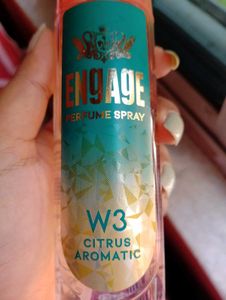 ENgAgE
PERFUME SPRAY
W3
CITRUS
AROMATIC